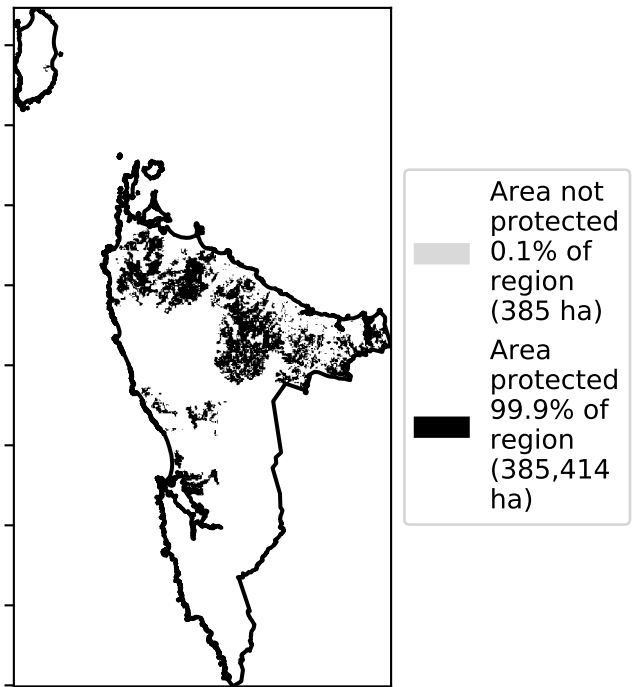 Area not
protected
0.1% of
region
(385 ha)
Area
protected
99.9% of
region
(385,414
ha)